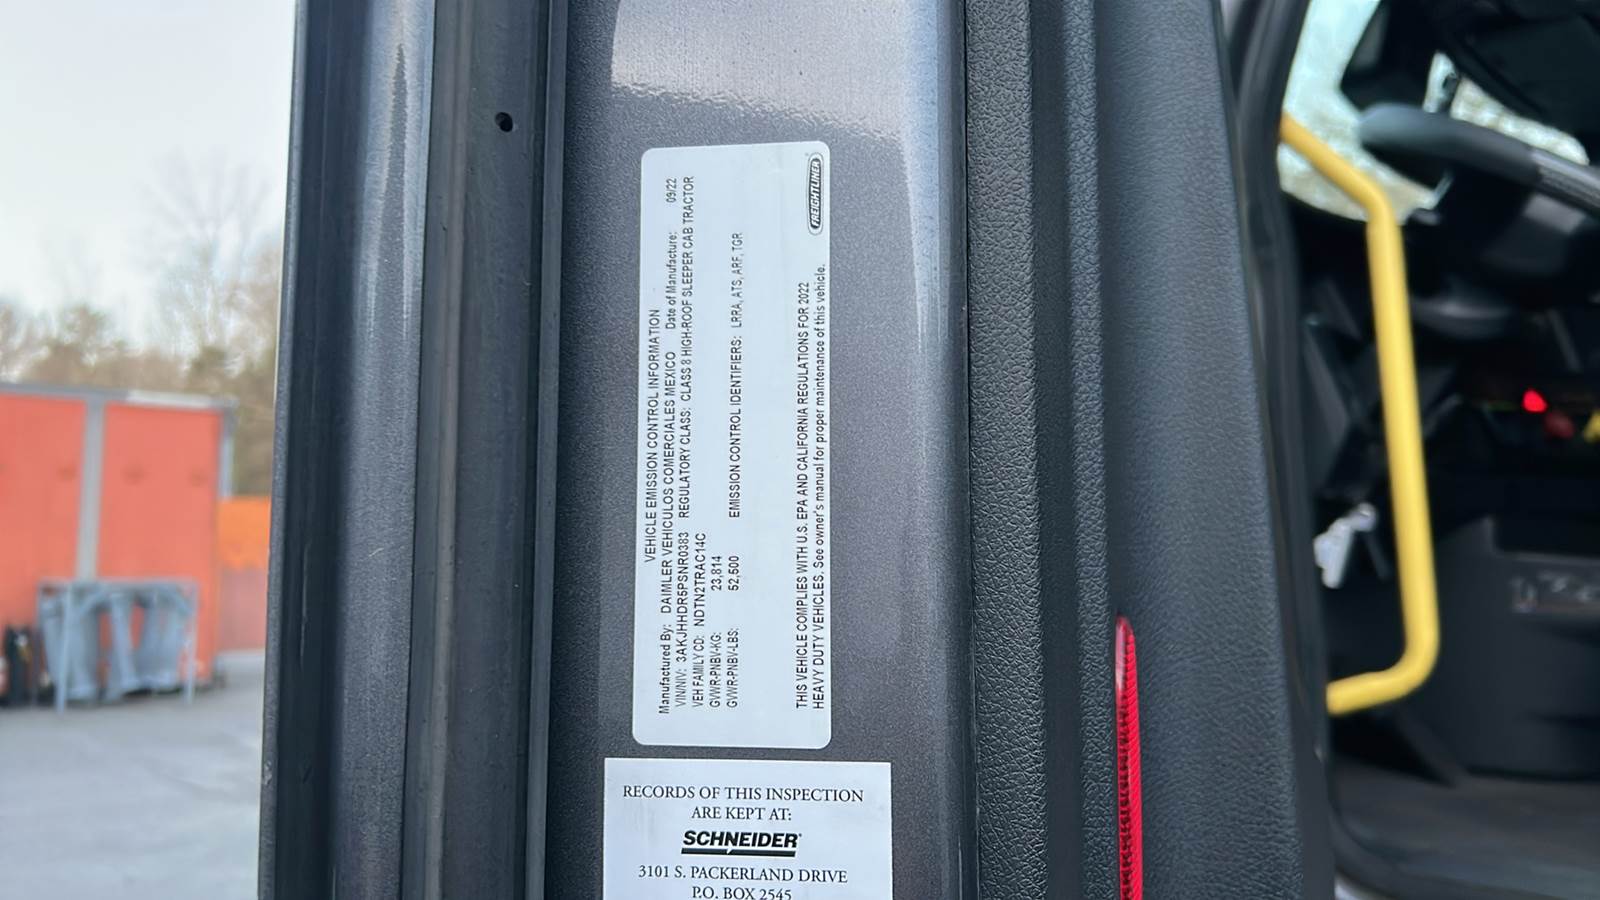 VEHICLE EMISSION CONTROL INFORMATION
Manufactured By: DAIMLER VEHICULOS COMERCIALES MEXICO Date of Manufacture: 09/22
VIN/NIV: 3AKJHHDR6PSNR0383 REGULATORY CLASS: CLASS 8 HIGH-ROOF SLEEPER CAB TRACTOR
VEH FAMILY CD: NDTN2TRAC14C
GVWR-PNBV-KG: 23,814
GVWR-PNBV-LBS: 52,500 EMISSION CONTROL IDENTIFIERS: LRRA, ATS, ARF, TGR
THIS VEHICLE COMPLIES WITH U.S. EPA AND CALIFORNIA REGULATIONS FOR 2022
HEAVY DUTY VEHICLES. See owner's manual for proper maintenance of this vehicle.
FREIGHTLINER
RECORDS OF THIS INSPECTION
ARE KEPT AT:
SCHNEIDER
3101 S. PACKERLAND DRIVE
P.O. BOX 2545